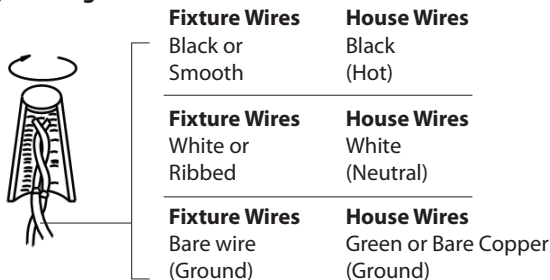 Fixture Wires House Wires
Black or Black
Smooth (Hot)
Fixture Wires House Wires
White or White
Ribbed (Neutral)
Fixture Wires House Wires
Bare wire Green or Bare Copper
(Ground) (Ground)